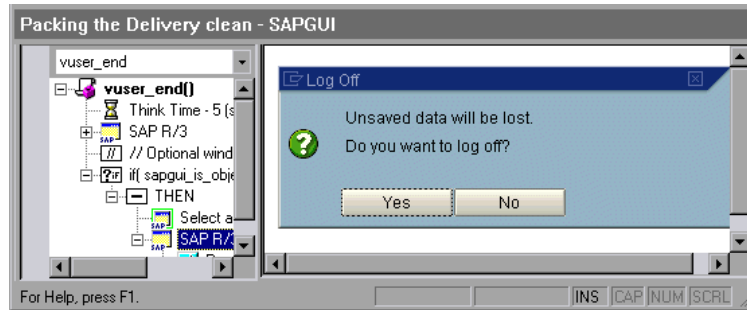 Packing the Delivery clean - SAPGUI
vuser_end
vuser_end()
Think Time - 5 (s
SAP R/3
// // Optional wind
if( sapgui_is_obje
THEN
Select a
SAP R/3
Log Off
Unsaved data will be lost.
Do you want to log off?
Yes No
For Help, press F1.
INS CAP NUM SCRL